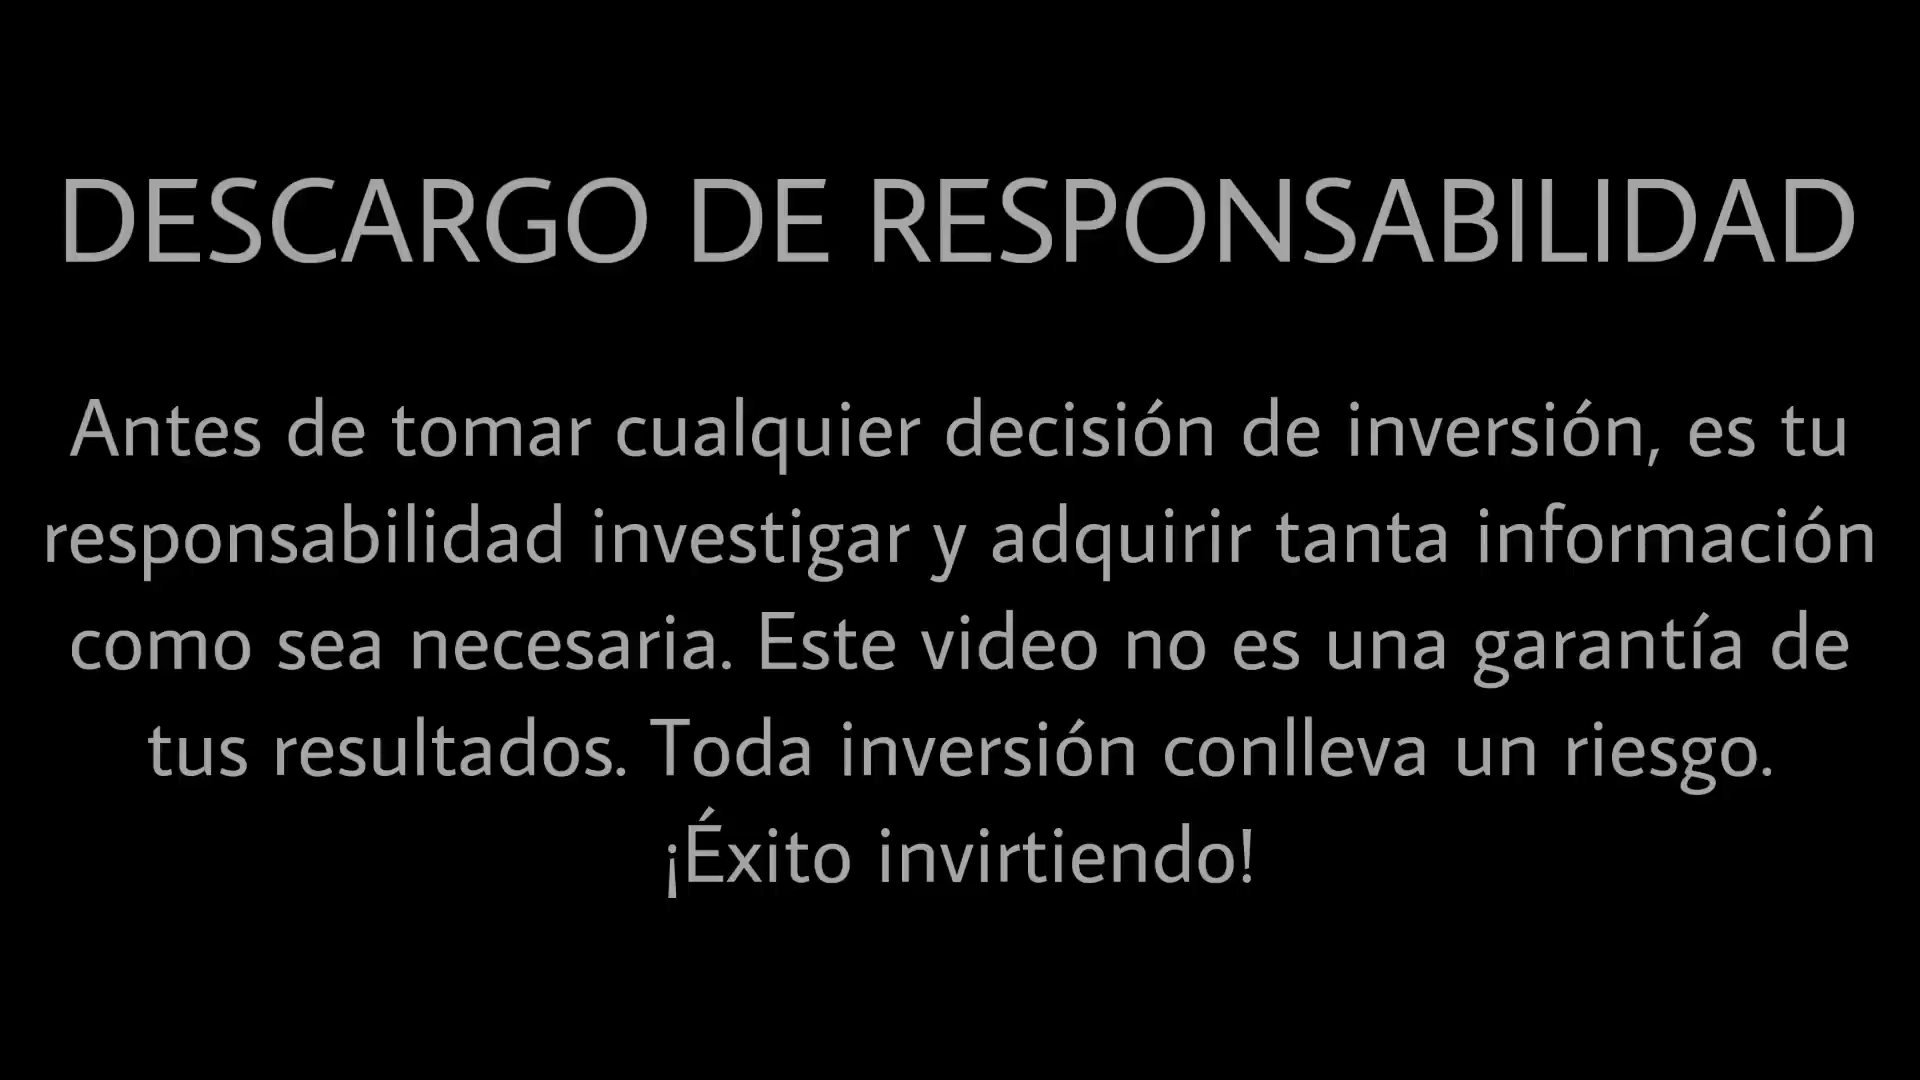 DESCARGO DE RESPONSABILIDAD
Antes de tomar cualquier decisión de inversión, es tu
responsabilidad investigar y adquirir tanta información
como sea necesaria. Este video no es una garantía de
tus resultados. Toda inversión conlleva un riesgo.
¡Éxito invirtiendo!